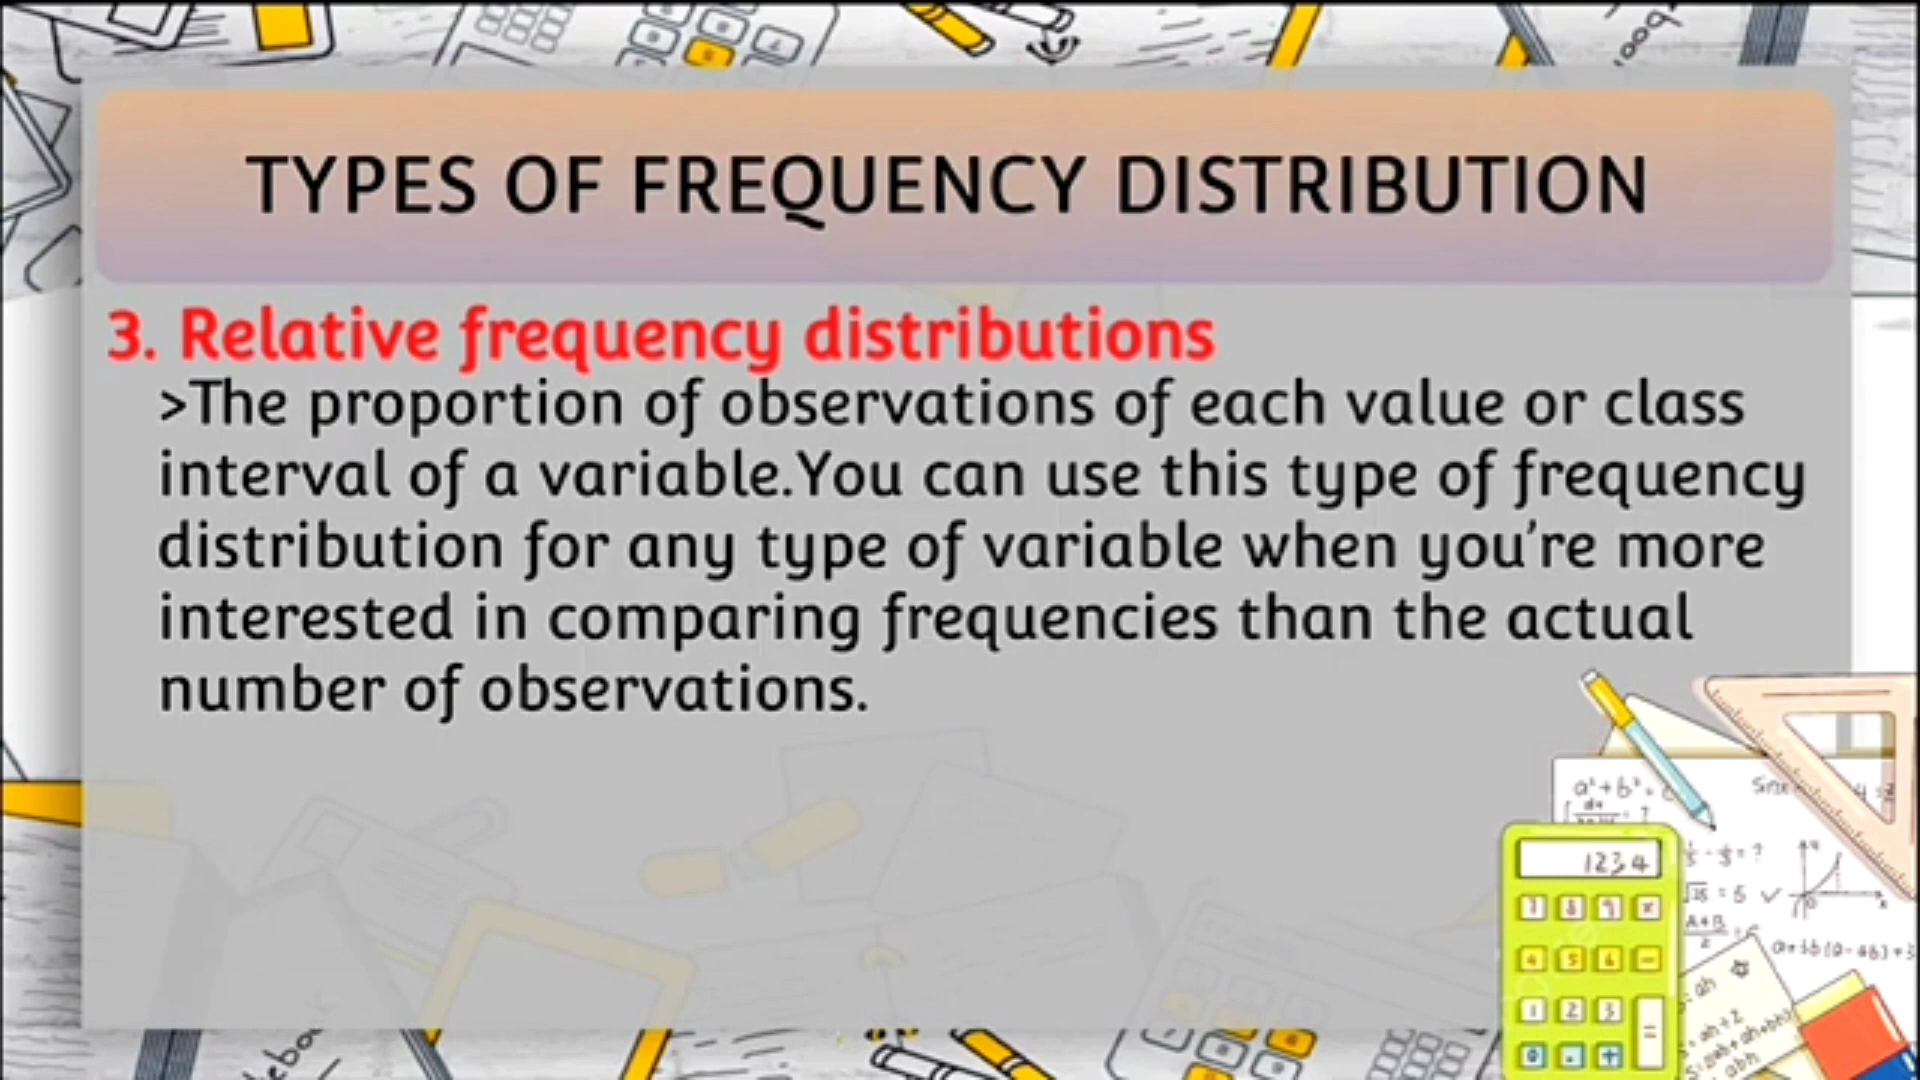 TYPES OF FREQUENCY DISTRIBUTION
3. Relative frequency distributions
>The proportion of observations of each value or class
interval of a variable.You can use this type of frequency
distribution for any type of variable when you're more
interested in comparing frequencies than the actual
number of observations.
1234